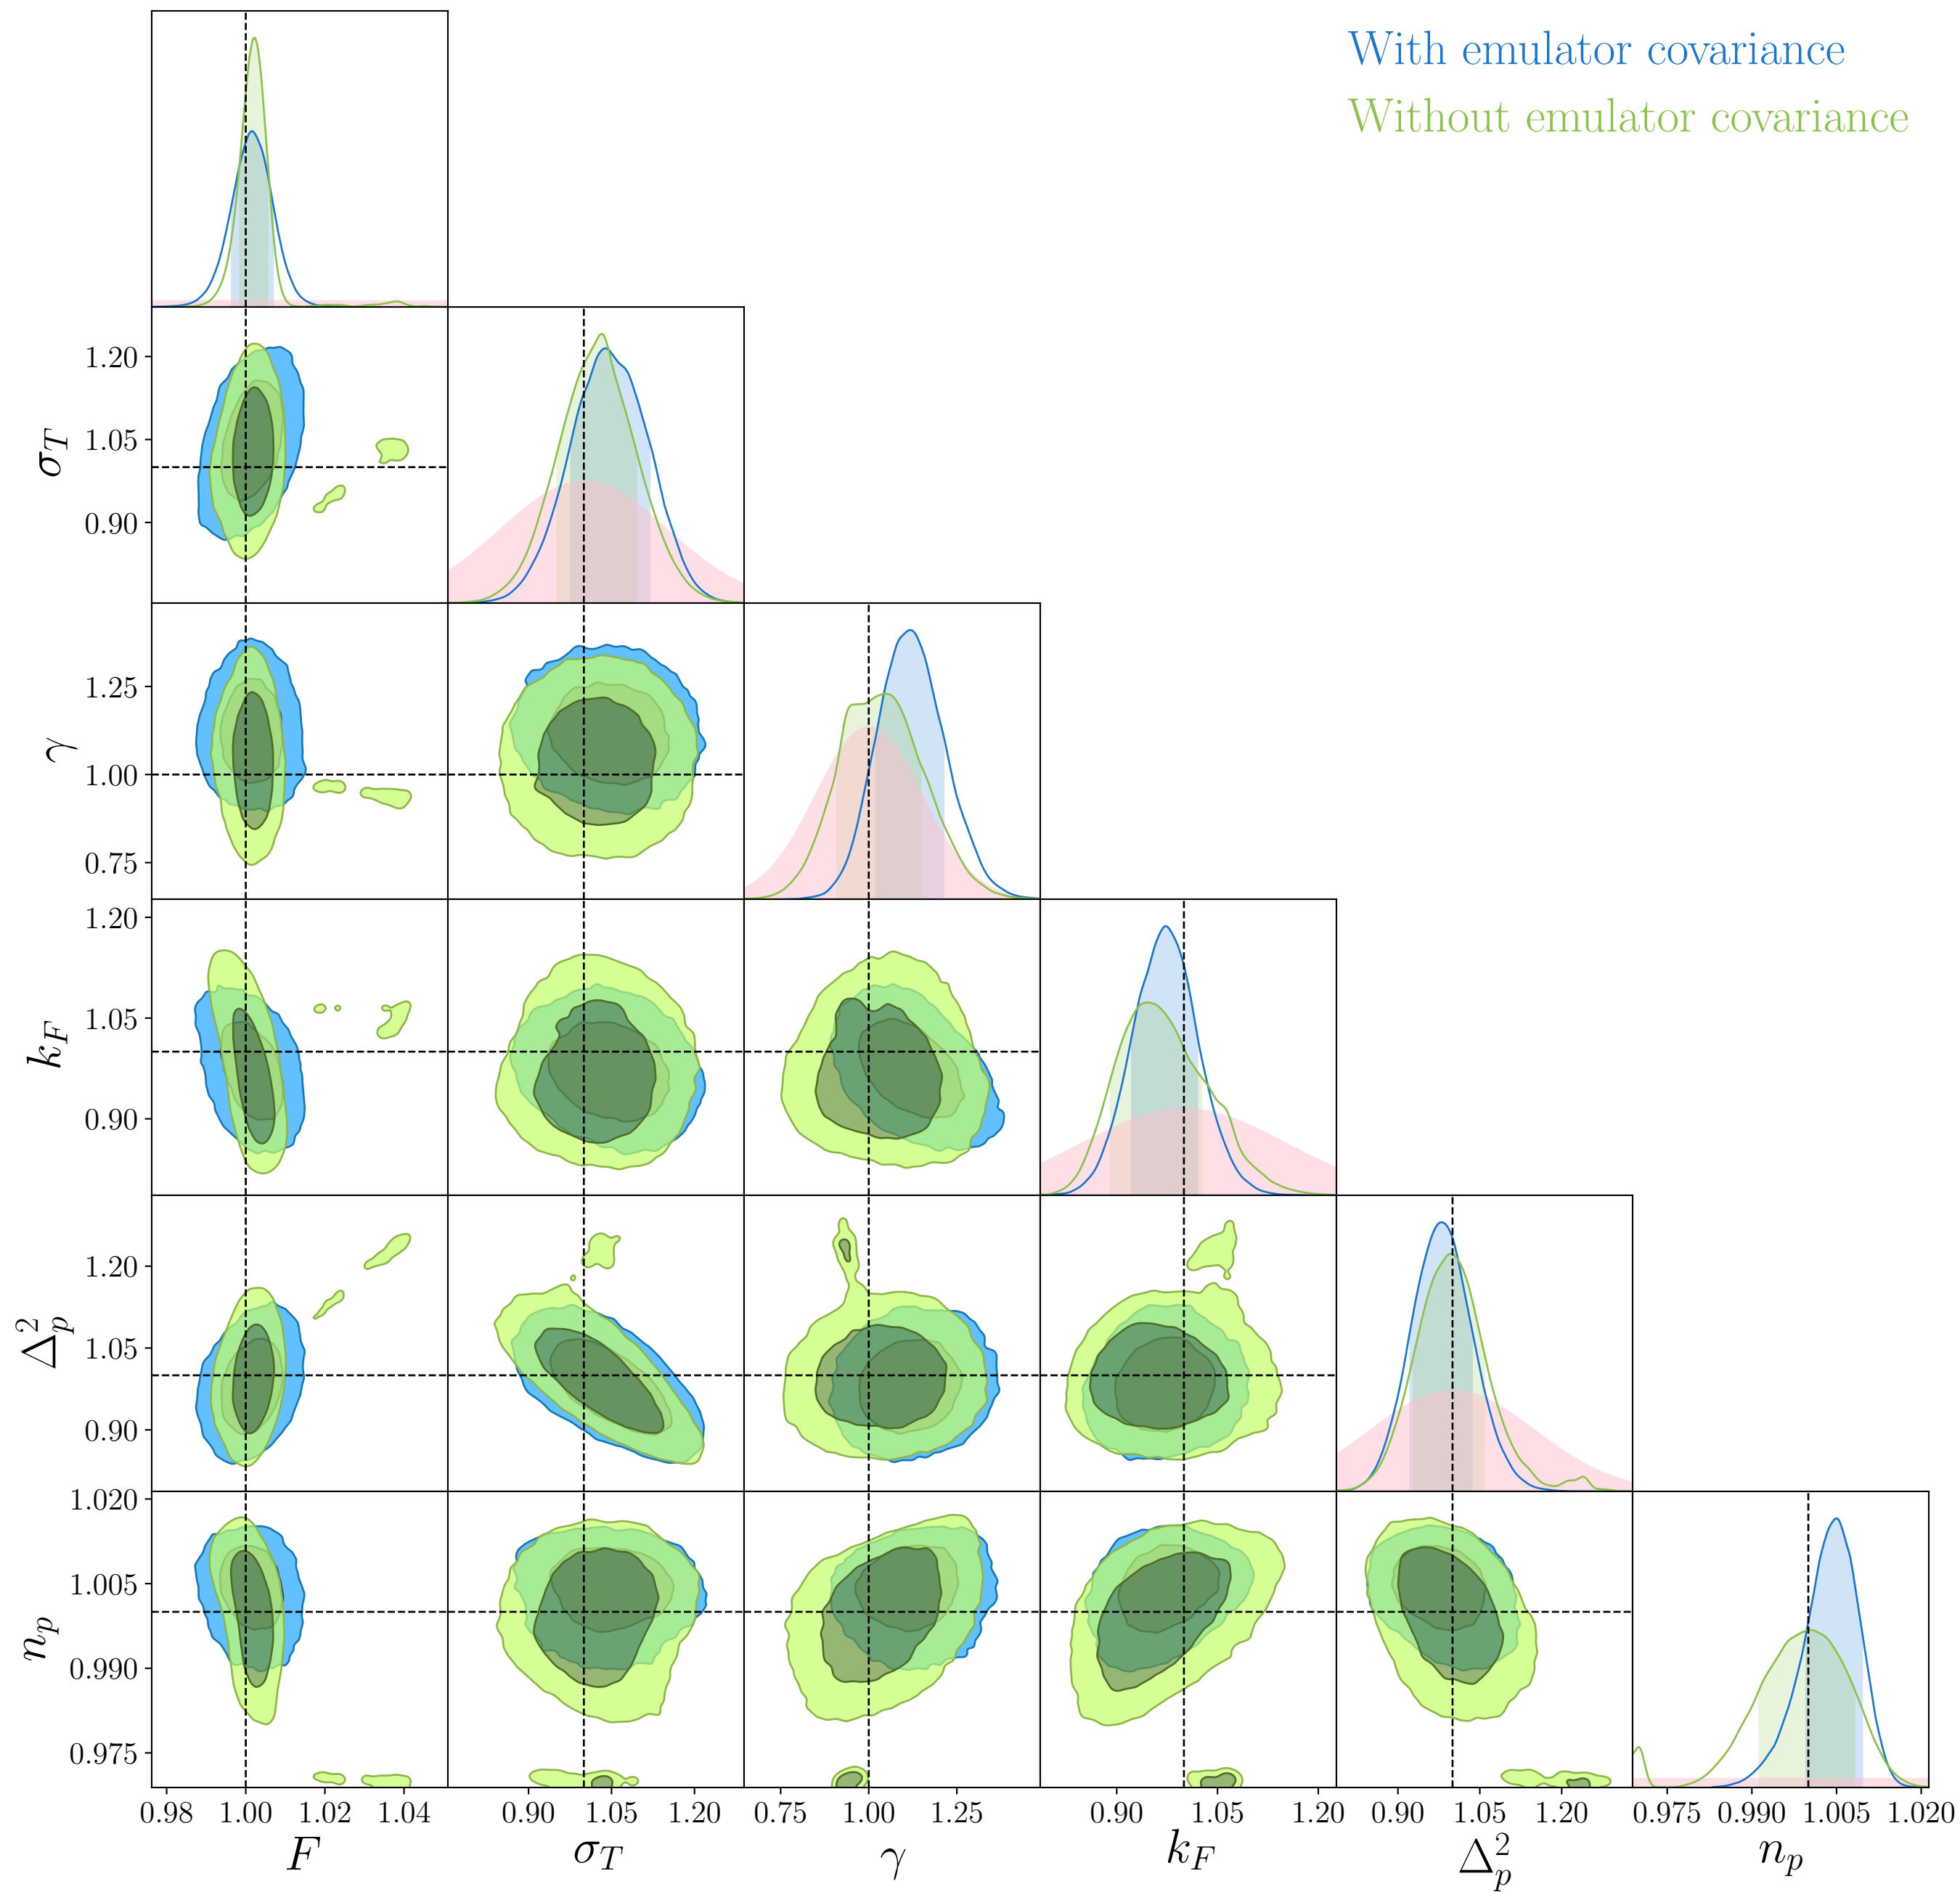 With emulator covariance
Without emulator covariance
1.20
1.05
0.90
σ_T
1.25
1.00
0.75
γ
1.20
1.05
0.90
k_F
1.20
1.05
0.90
Δ²_p
1.020
1.005
0.990
0.975
n_p
0.98 1.00 1.02 1.04 0.90 1.05 1.20 0.75 1.00 1.25 0.90 1.05 1.20 0.90 1.05 1.20 0.975 0.990 1.005 1.020
F σ_T γ k_F Δ²_p n_p